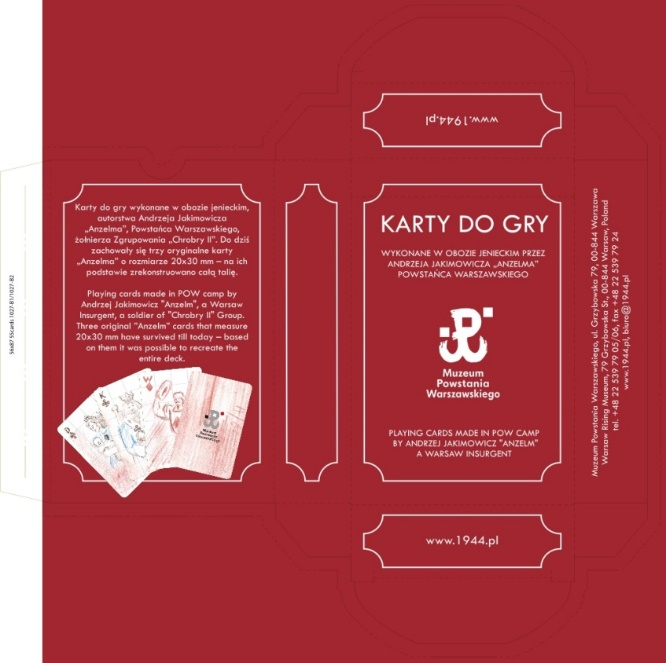 www.1944.pl
Karty do gry wykonane w obozie jenieckim,
autorstwa Andrzeja Jakimowicza
„Anzelma”, Powstańca Warszawskiego,
żołnierza Zgrupowania „Chrobry II”. Do dziś
zachowały się trzy oryginalne karty
„Anzelma” o rozmiarze 20x30 mm – na ich
podstawie zrekonstruowano całą talię.
Playing cards made in POW camp by
Andrzej Jakimowicz "Anzelm", a Warsaw
Insurgent, a soldier of "Chrobry II" Group.
Three original "Anzelm" cards that measure
20x30 mm have survived till today – based
on them it was possible to recreate the
entire deck.
Muzeum
Powstania
Warszawskiego
KARTY DO GRY
WYKONANE W OBOZIE JENIECKIM PRZEZ
ANDRZEJA JAKIMOWICZA „ANZELMA”
POWSTAŃCA WARSZAWSKIEGO
Muzeum
Powstania
Warszawskiego
PLAYING CARDS MADE IN POW CAMP
BY ANDRZEJ JAKIMOWICZ "ANZELM"
A WARSAW INSURGENT
www.1944.pl
Muzeum Powstania Warszawskiego, ul. Grzybowska 79, 00-844 Warszawa
Warsaw Rising Museum, 79 Grzybowska St., 00-844 Warsaw, Poland
tel. +48 22 539 79 05/06, fax +48 22 539 79 24
www.1944.pl, biuro@1944.pl